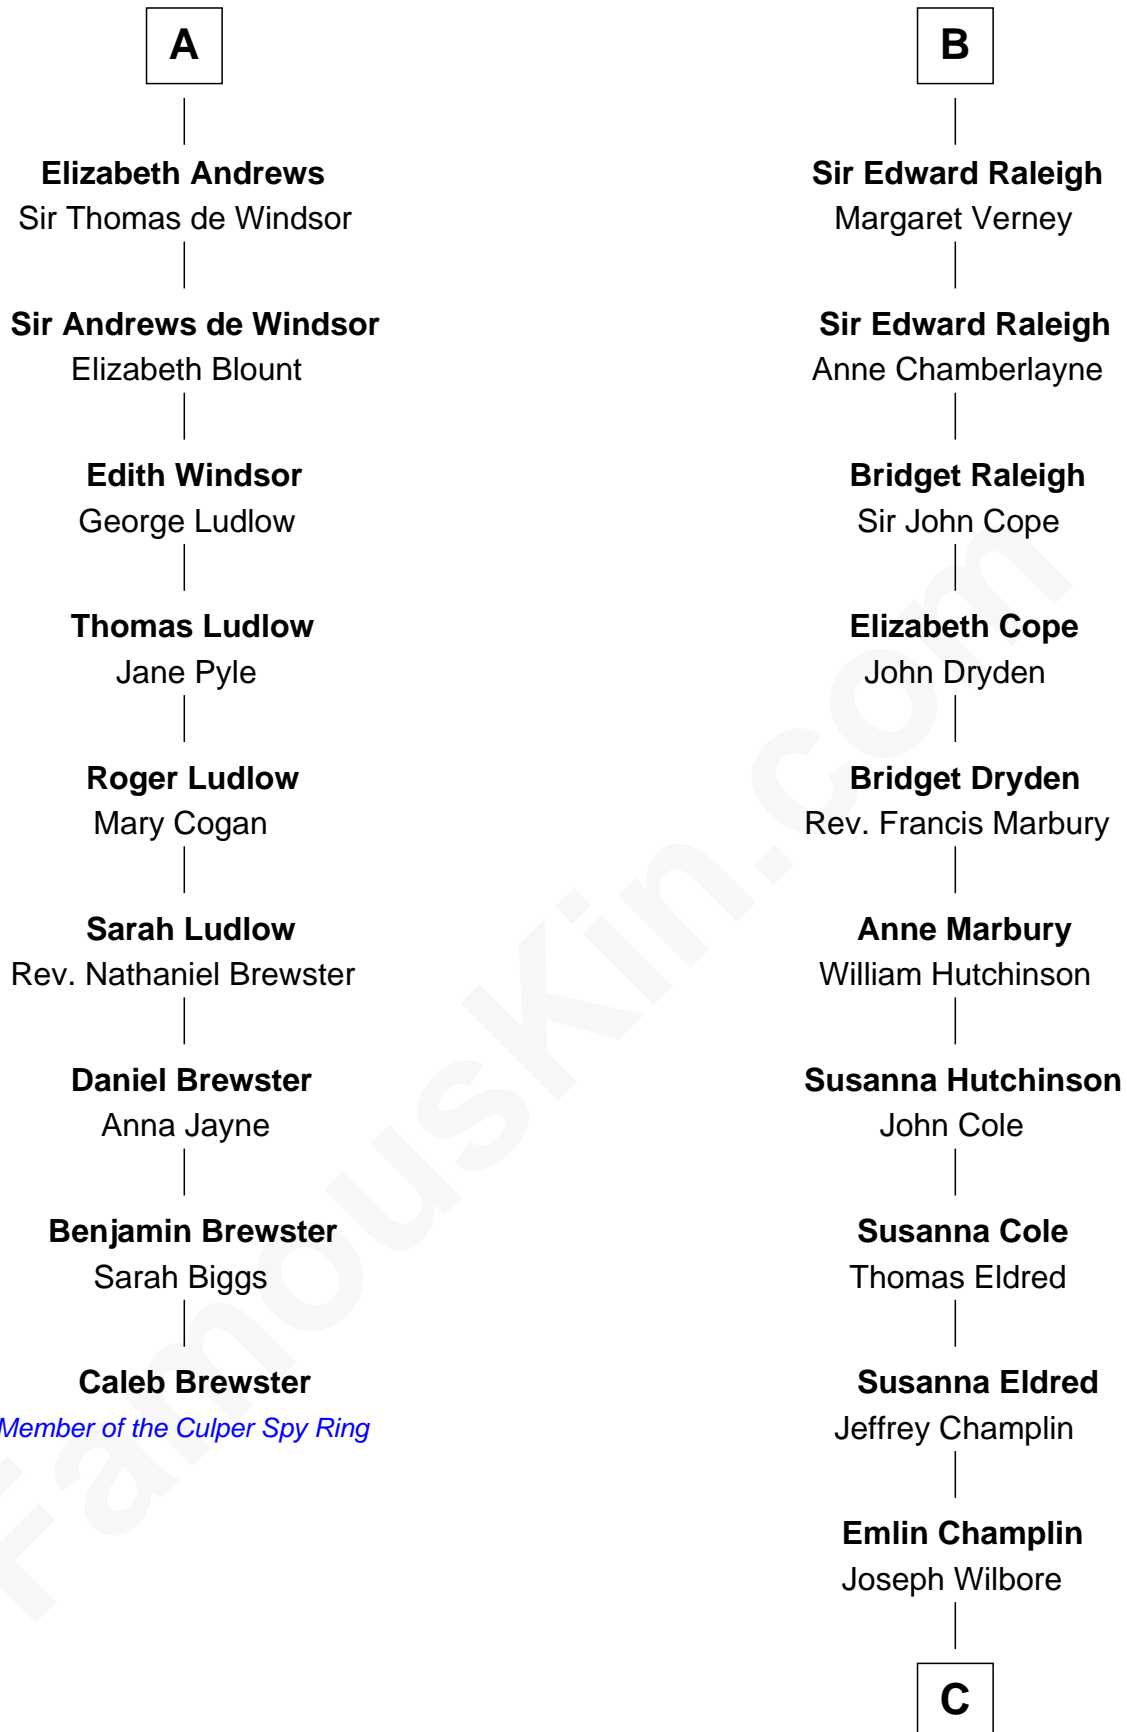 A
Elizabeth Andrews
Sir Thomas de Windsor
Sir Andrews de Windsor
Elizabeth Blount
Edith Windsor
George Ludlow
Thomas Ludlow
Jane Pyle
Roger Ludlow
Mary Cogan
Sarah Ludlow
Rev. Nathaniel Brewster
Daniel Brewster
Anna Jayne
Benjamin Brewster
Sarah Biggs
Caleb Brewster
Member of the Culper Spy Ring
B
Sir Edward Raleigh
Margaret Verney
Sir Edward Raleigh
Anne Chamberlayne
Bridget Raleigh
Sir John Cope
Elizabeth Cope
John Dryden
Bridget Dryden
Rev. Francis Marbury
Anne Marbury
William Hutchinson
Susanna Hutchinson
John Cole
Susanna Cole
Thomas Eldred
Susanna Eldred
Jeffrey Champlin
Emlin Champlin
Joseph Wilbore
C
FamousKin.com